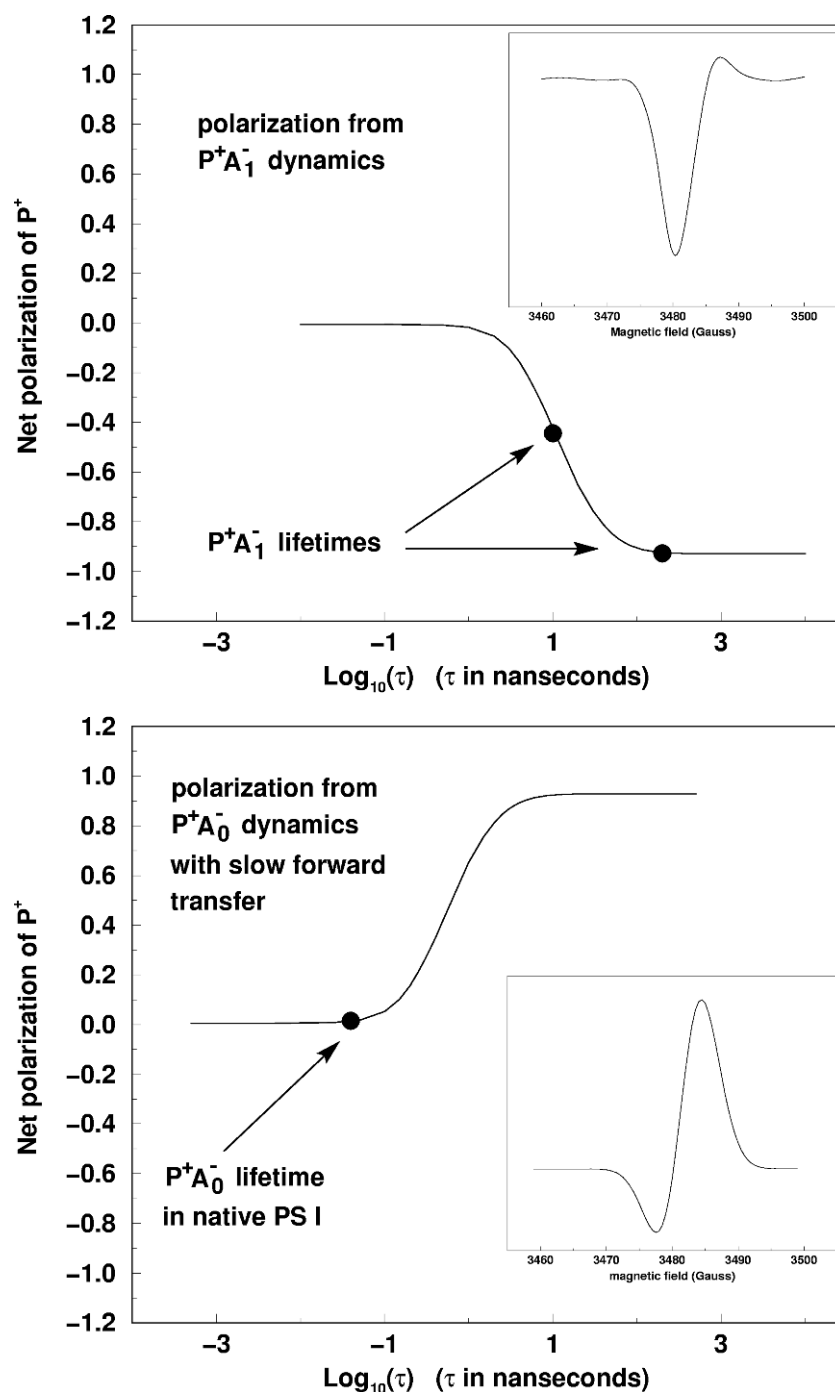 1.2
1.0
0.8
0.6
0.4
0.2
0.0
−0.2
−0.4
−0.6
−0.8
−1.0
−1.2
Net polarization of P⁺
polarization from
P⁺A₁⁻ dynamics
3460 3470 3480 3490 3500
Magnetic field (Gauss)
P⁺A₁⁻ lifetimes
−3 −1 1 3
Log₁₀(τ) (τ in nanseconds)
1.2
1.0
0.8
0.6
0.4
0.2
0.0
−0.2
−0.4
−0.6
−0.8
−1.0
−1.2
Net polarization of P⁺
polarization from
P⁺A₀⁻ dynamics
with slow forward
transfer
P⁺A₀⁻ lifetime
in native PS I
3460 3470 3480 3490 3500
magnetic field (Gauss)
−3 −1 1 3
Log₁₀(τ) (τ in nanseconds)